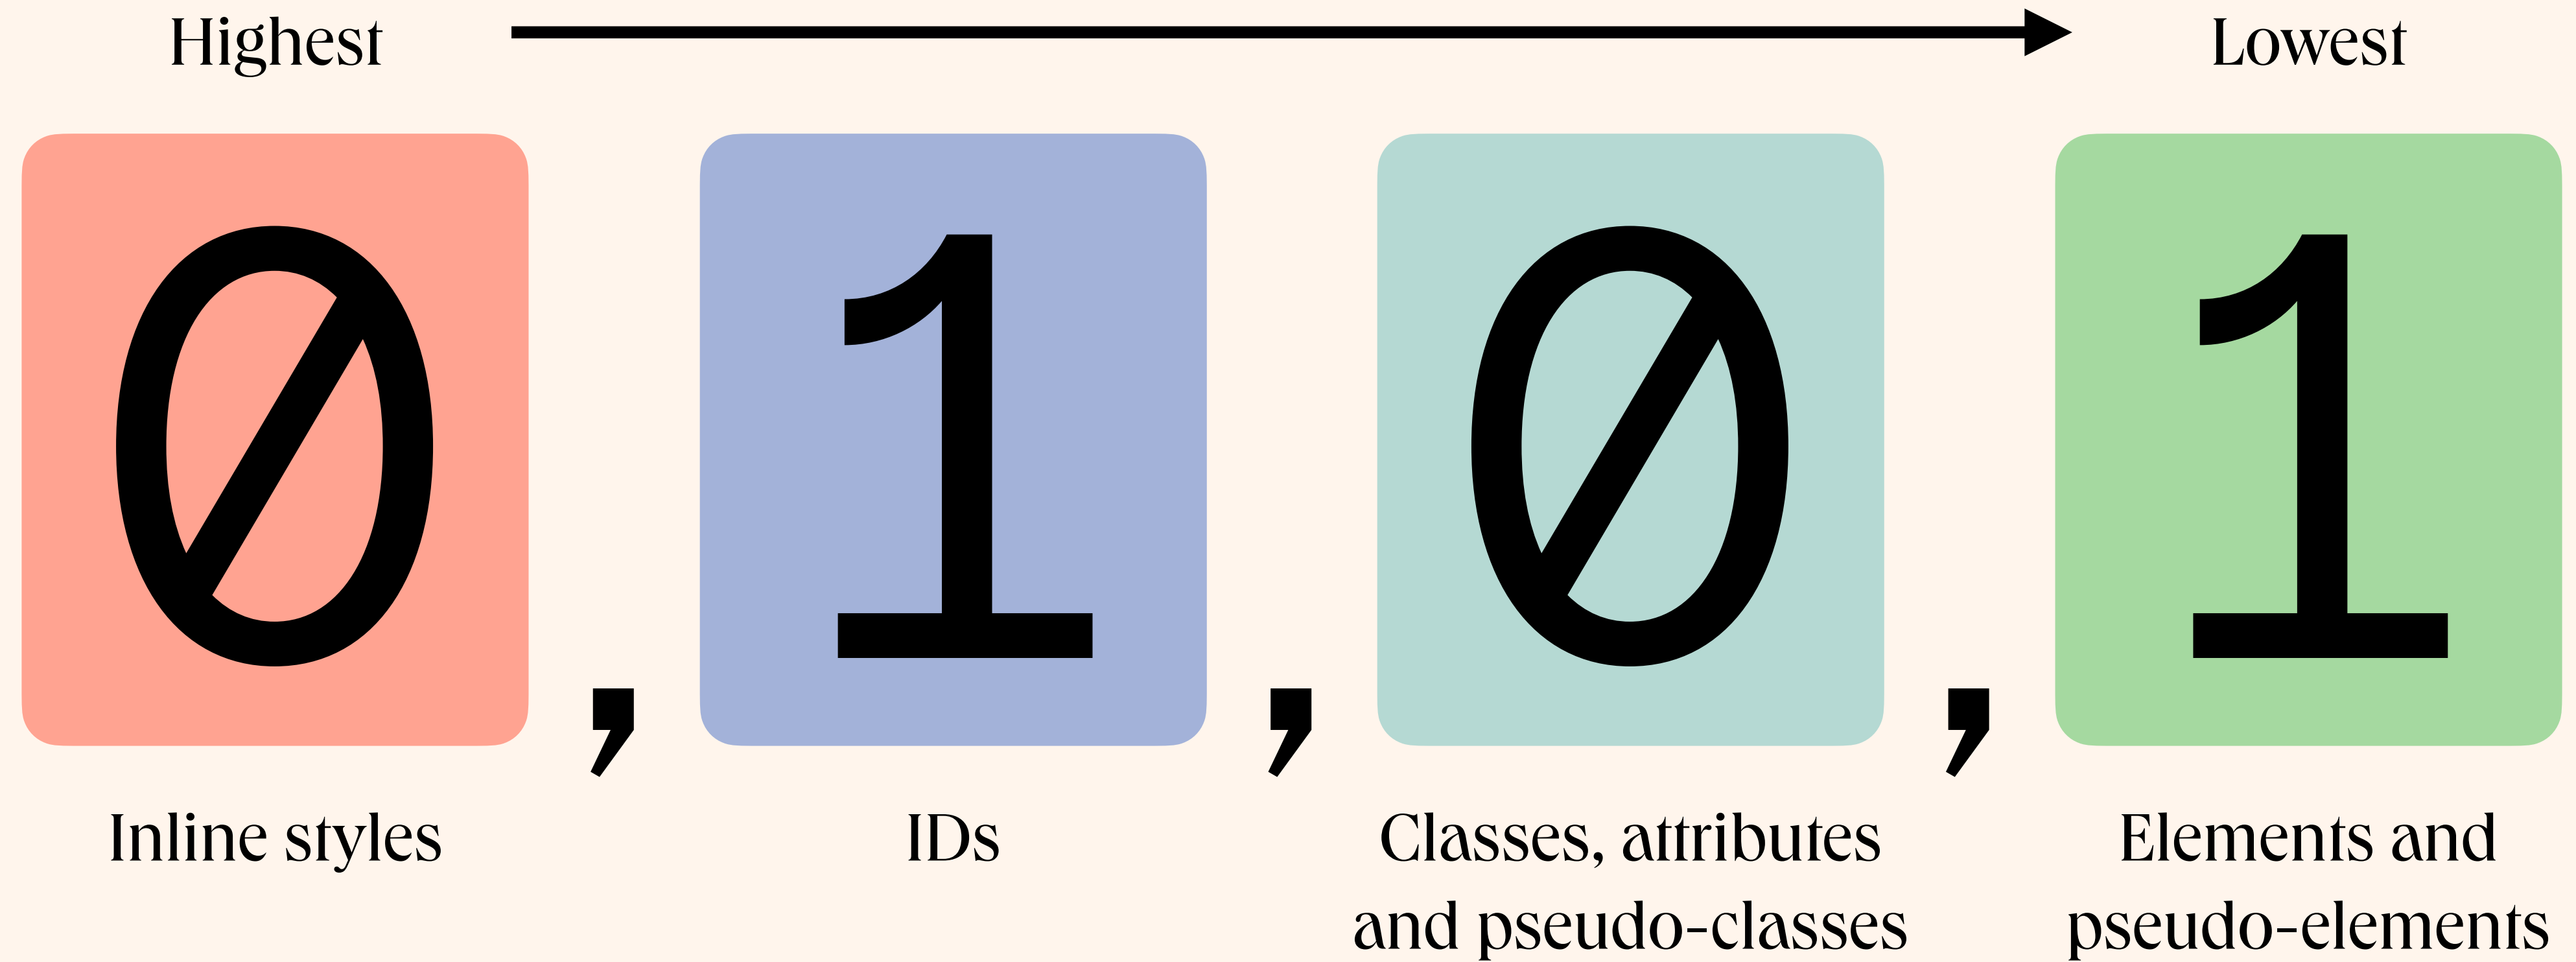 Highest Lowest
0 , 1 , 0 , 1
Inline styles IDs Classes, attributes Elements and
and pseudo-classes pseudo-elements